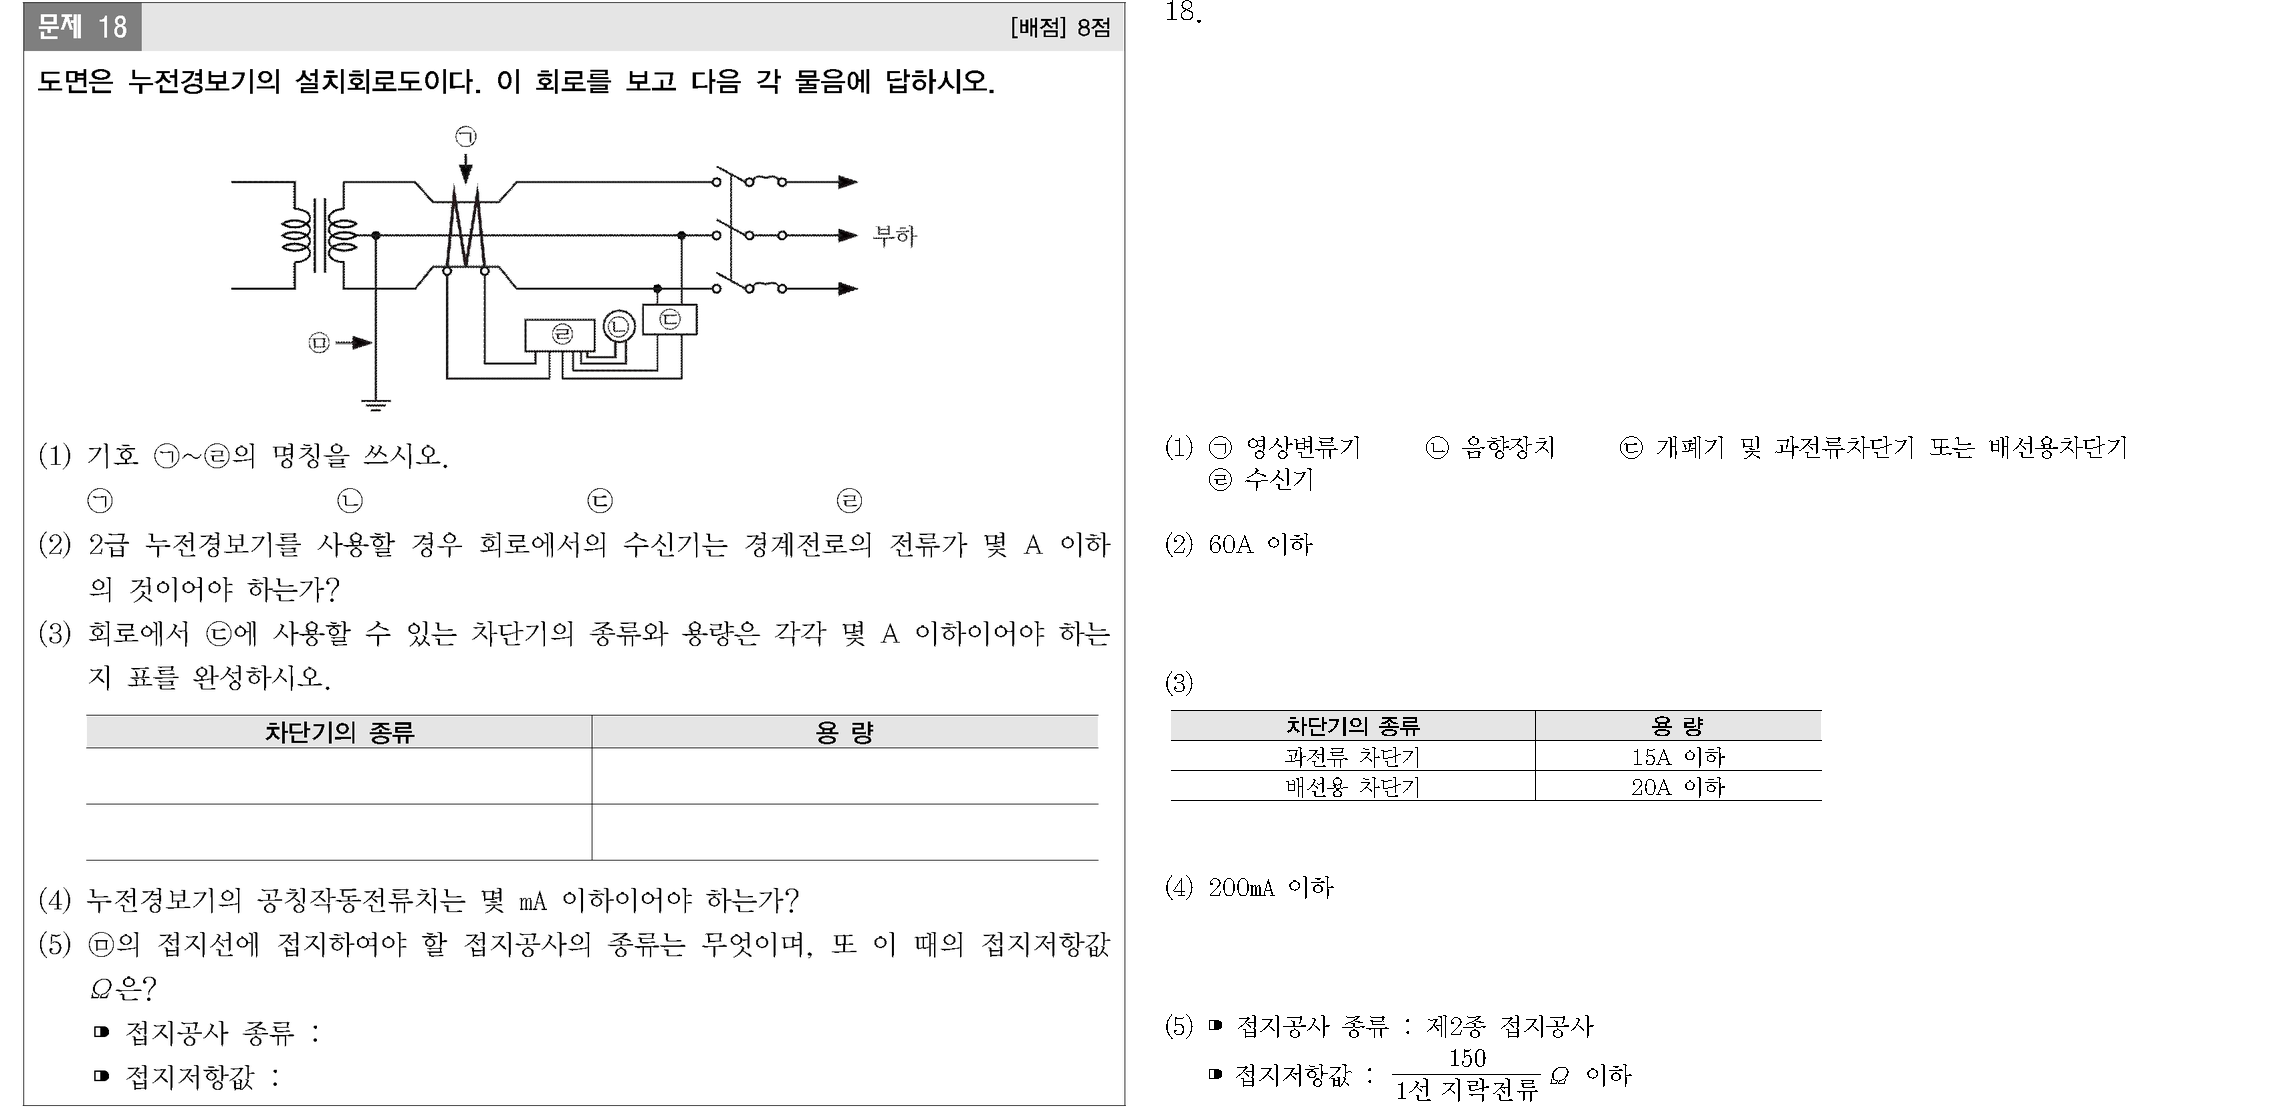 문제 18 [배점] 8점
도면은 누전경보기의 설치회로도이다. 이 회로를 보고 다음 각 물음에 답하시오.
㉠
부하
㉣ ㉡ ㉢
㉤
(1) 기호 ㉠~㉣의 명칭을 쓰시오.
㉠ ㉡ ㉢ ㉣
(2) 2급 누전경보기를 사용할 경우 회로에서의 수신기는 경계전로의 전류가 몇 A 이하
의 것이어야 하는가?
(3) 회로에서 ㉢에 사용할 수 있는 차단기의 종류와 용량은 각각 몇 A 이하이어야 하는
지 표를 완성하시오.
차단기의 종류 용 량
(4) 누전경보기의 공칭작동전류치는 몇 mA 이하이어야 하는가?
(5) ㉤의 접지선에 접지하여야 할 접지공사의 종류는 무엇이며, 또 이 때의 접지저항값
Ω은?
접지공사 종류 :
접지저항값 :
18.
(1) ㉠ 영상변류기 ㉡ 음향장치 ㉢ 개폐기 및 과전류차단기 또는 배선용차단기
㉣ 수신기
(2) 60A 이하
(3)
차단기의 종류 용 량
과전류 차단기 15A 이하
배선용 차단기 20A 이하
(4) 200mA 이하
(5) 접지공사 종류 : 제2종 접지공사
접지저항값 : 150/1선 지락전류 Ω 이하